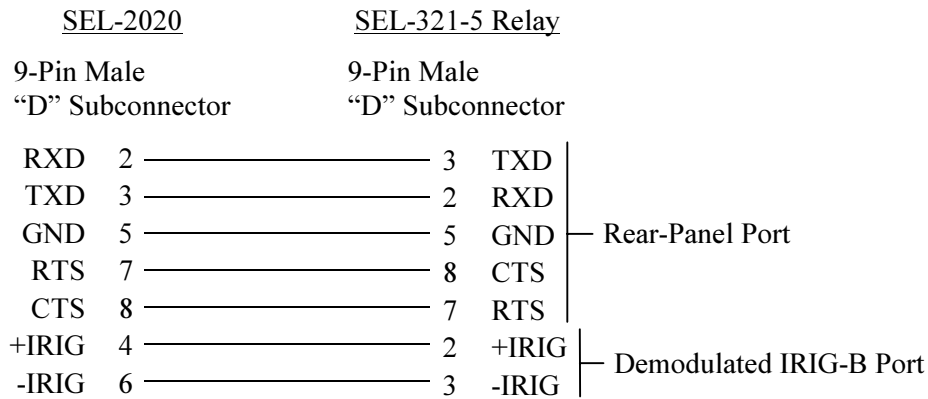 SEL-2020 SEL-321-5 Relay
9-Pin Male 9-Pin Male
“D” Subconnector “D” Subconnector
RXD 2 3 TXD
TXD 3 2 RXD
GND 5 5 GND Rear-Panel Port
RTS 7 8 CTS
CTS 8 7 RTS
+IRIG 4 2 +IRIG
Demodulated IRIG-B Port
-IRIG 6 3 -IRIG